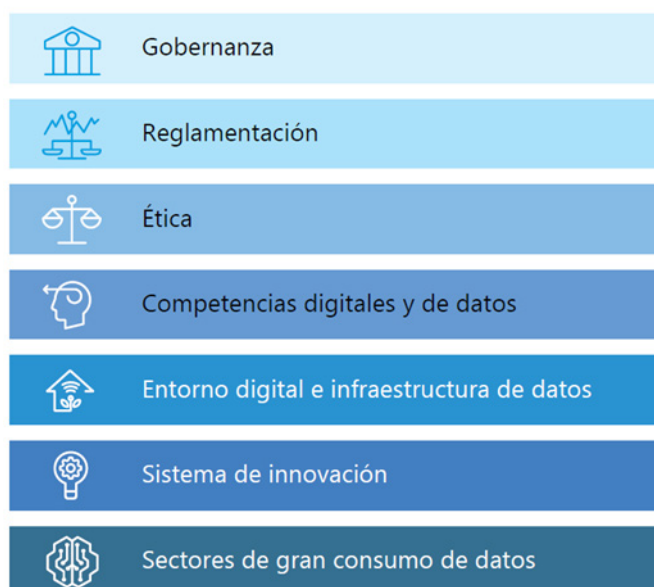 Gobernanza
Reglamentación
Ética
Competencias digitales y de datos
Entorno digital e infraestructura de datos
Sistema de innovación
Sectores de gran consumo de datos